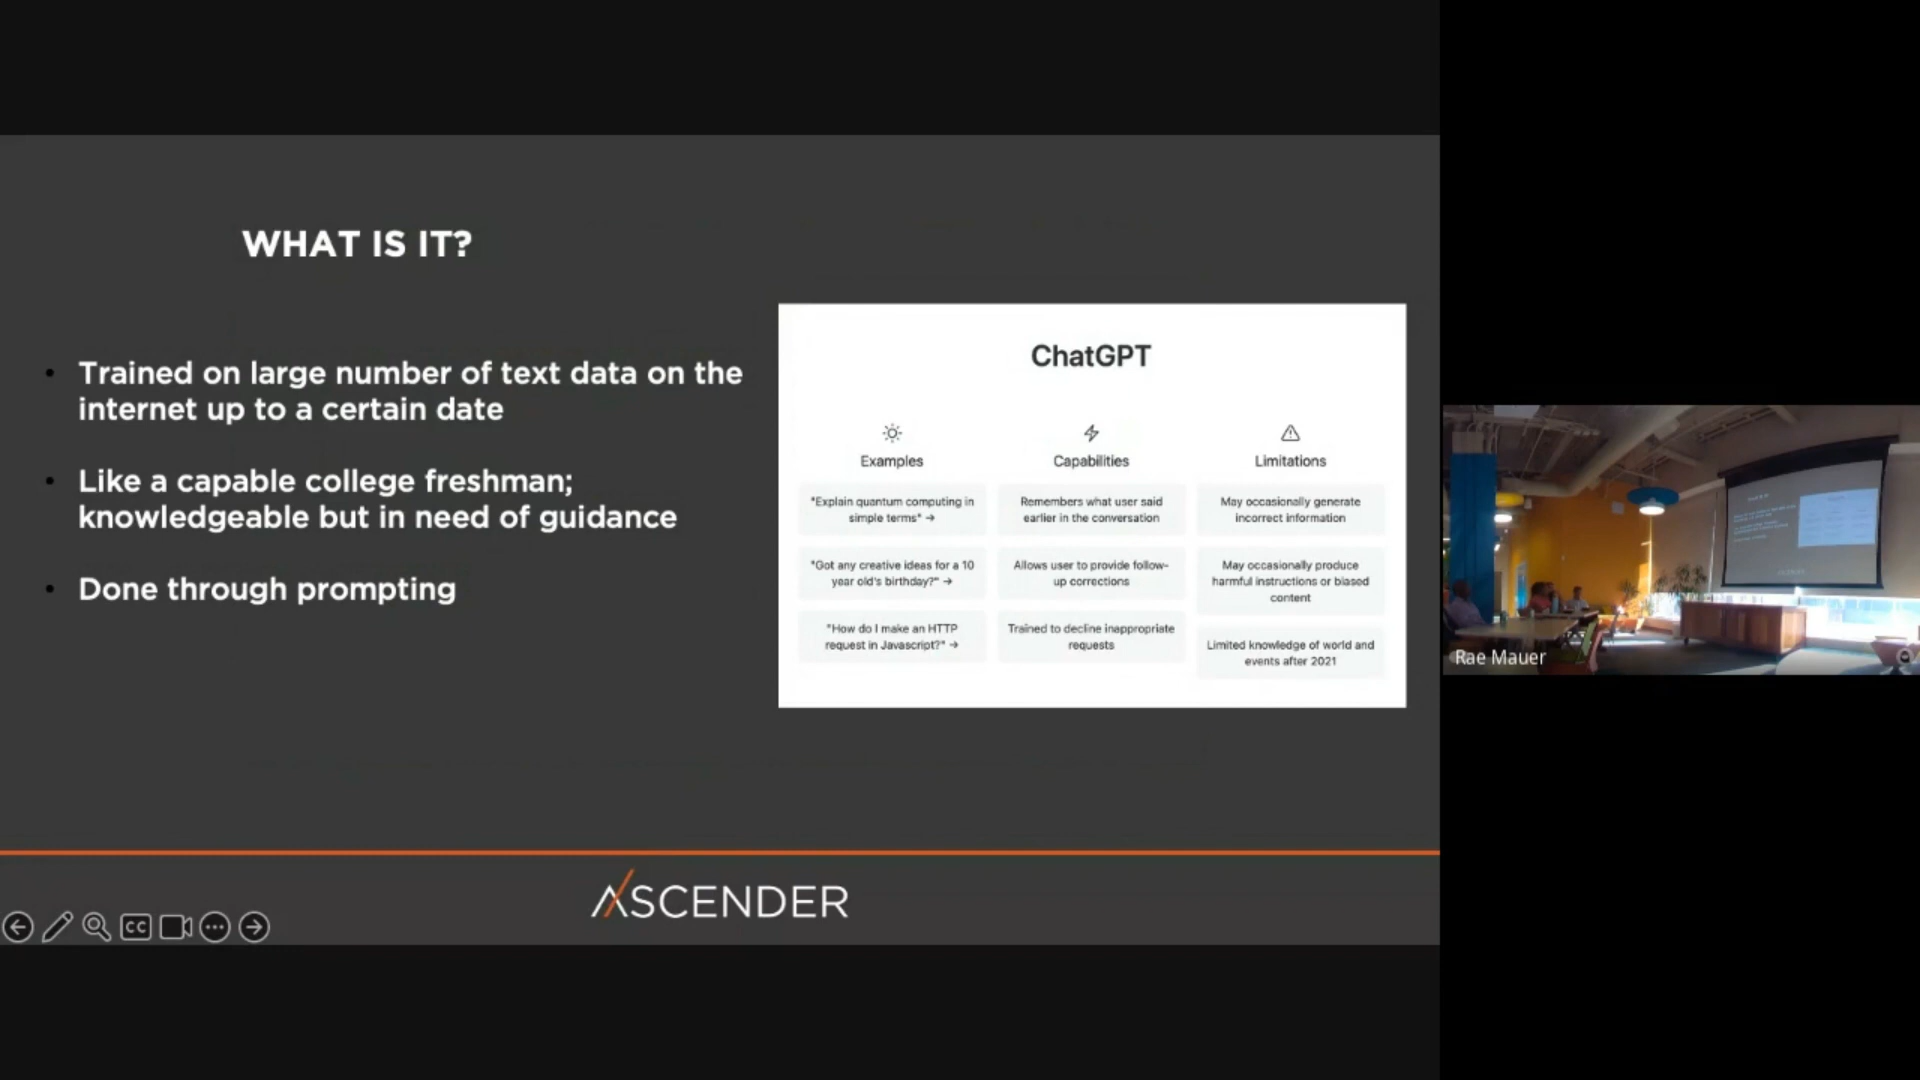 WHAT IS IT?
Trained on large number of text data on the
internet up to a certain date
Like a capable college freshman;
knowledgeable but in need of guidance
Done through prompting
ChatGPT
Examples
"Explain quantum computing in
simple terms" →
"Got any creative ideas for a 10
year old's birthday?" →
"How do I make an HTTP
request in Javascript?" →
Capabilities
Remembers what user said
earlier in the conversation
Allows user to provide follow-
up corrections
Trained to decline inappropriate
requests
Limitations
May occasionally generate
incorrect information
May occasionally produce
harmful instructions or biased
content
Limited knowledge of world and
events after 2021
ASCENDER
CC
Rae Mauer